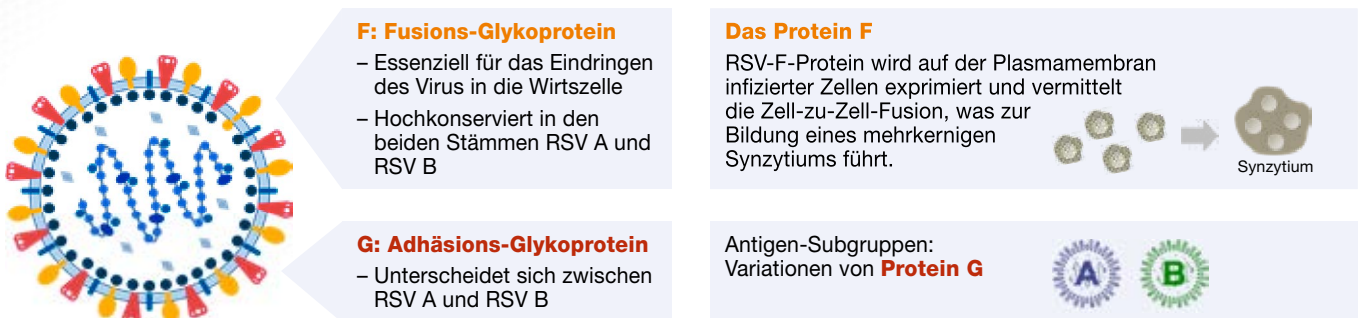 F: Fusions-Glykoprotein
– Essenziell für das Eindringen
des Virus in die Wirtszelle
– Hochkonserviert in den
beiden Stämmen RSV A und
RSV B
Das Protein F
RSV-F-Protein wird auf der Plasmamembran
infizierter Zellen exprimiert und vermittelt
die Zell-zu-Zell-Fusion, was zur
Bildung eines mehrkernigen
Synzytiums führt.
Synzytium
G: Adhäsions-Glykoprotein
– Unterscheidet sich zwischen
RSV A und RSV B
Antigen-Subgruppen:
Variationen von Protein G
A B